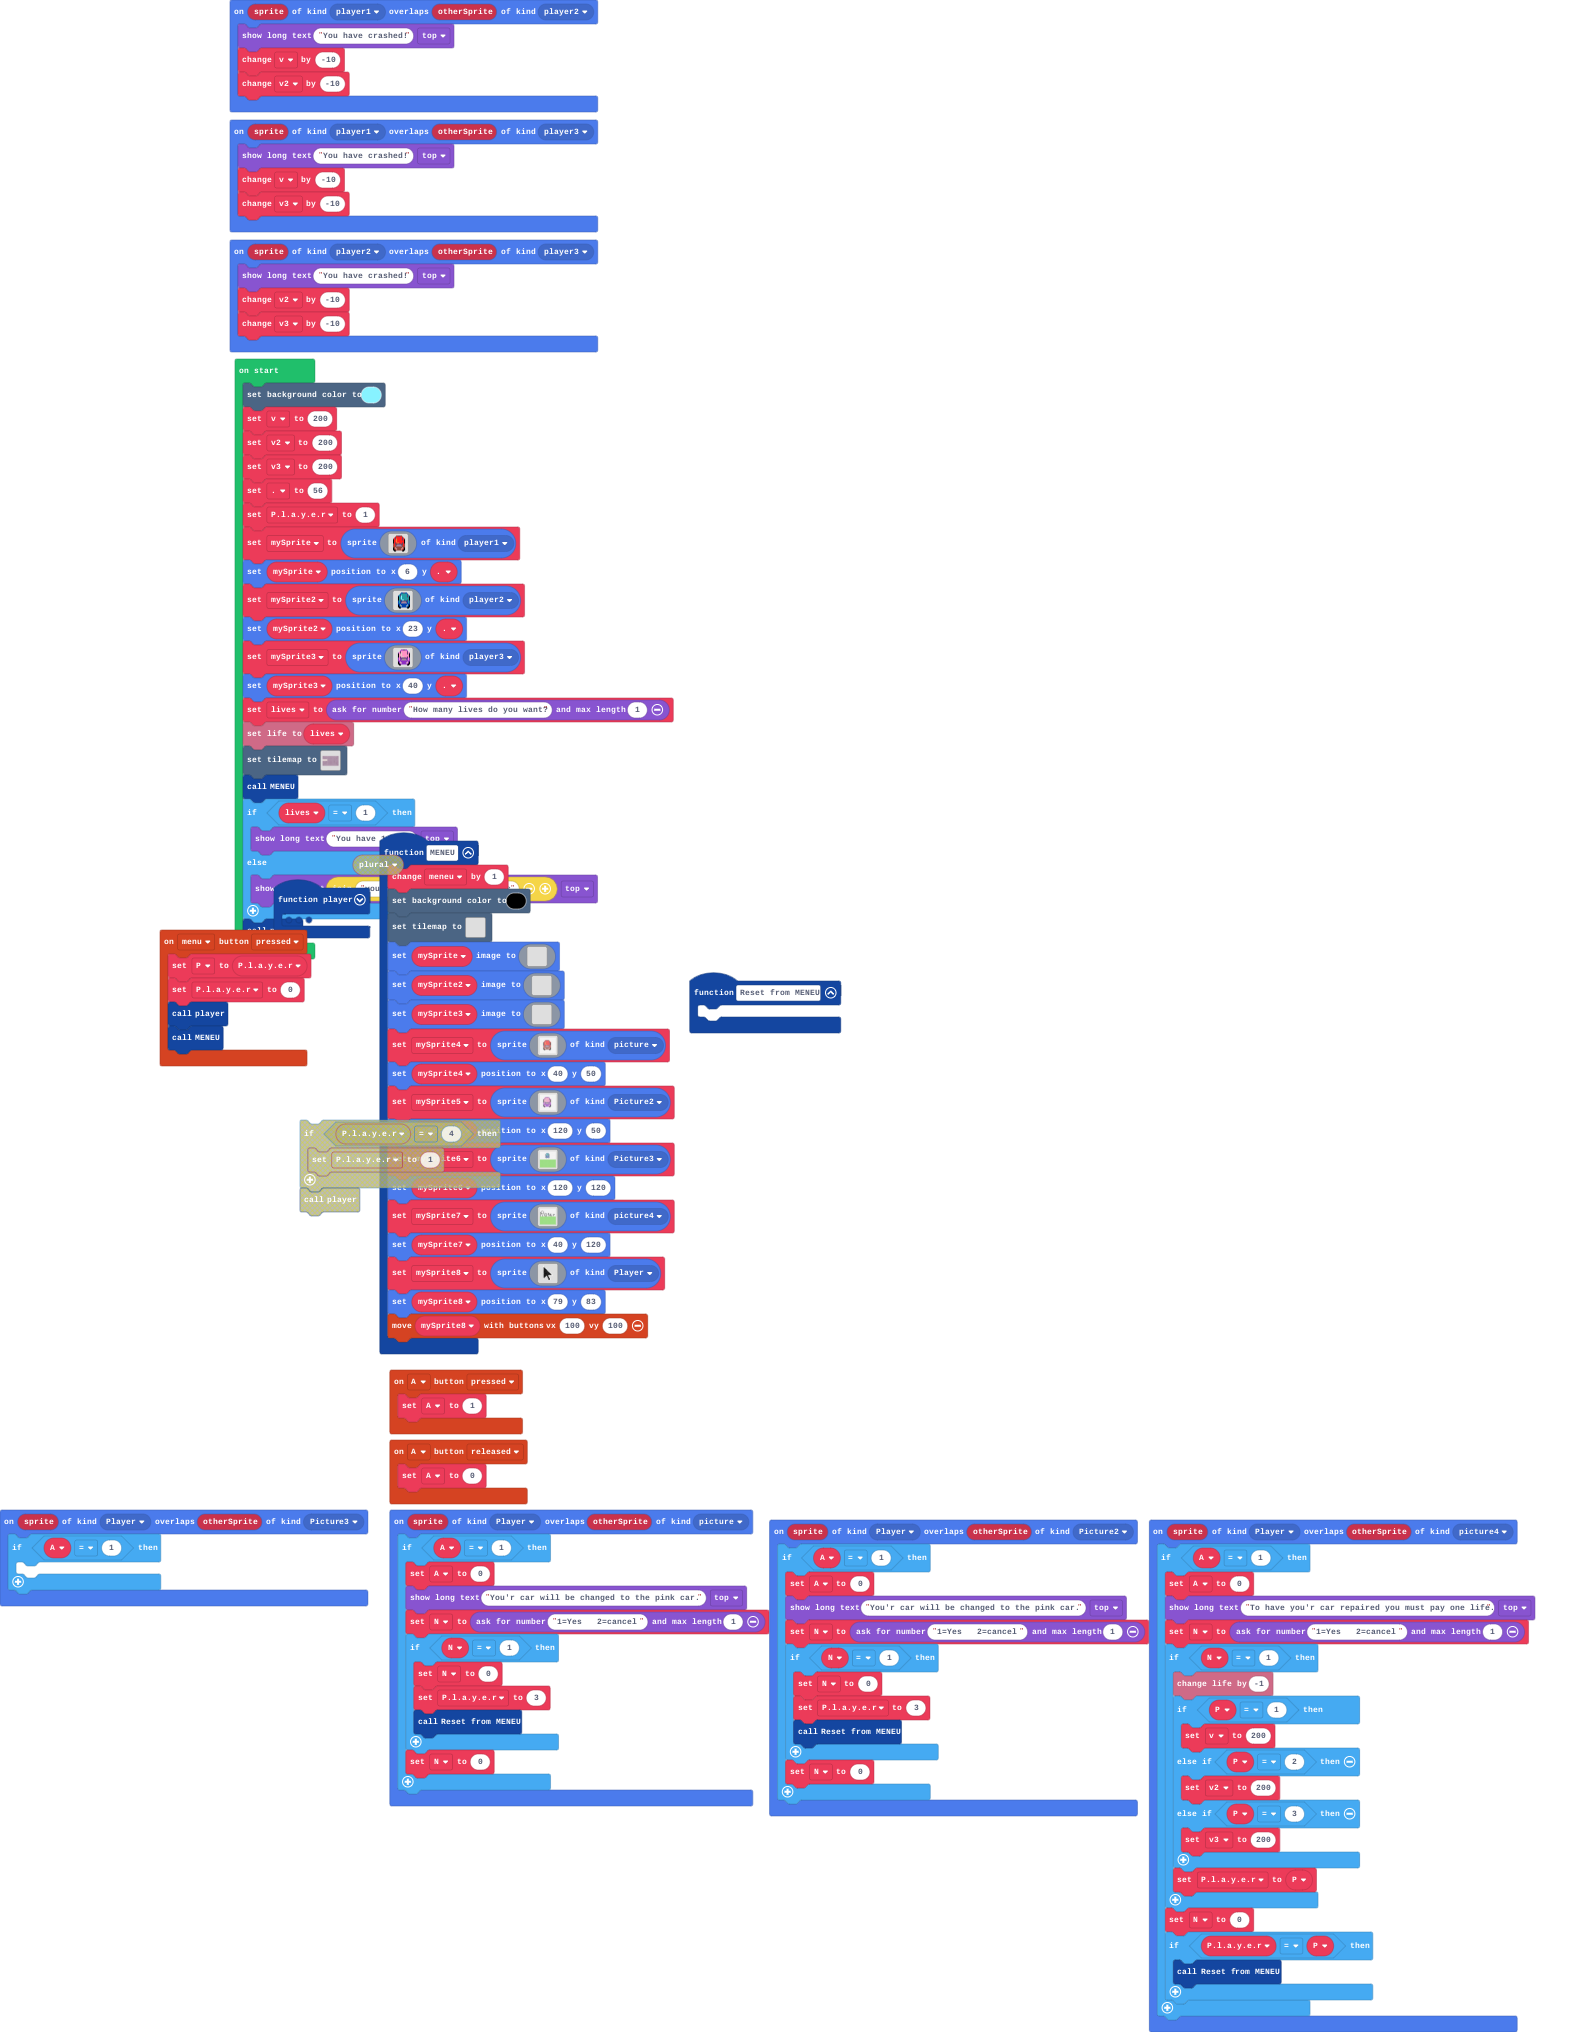 on sprite of kind player1 overlaps otherSprite of kind player2
show long text "You have crashed!" top
change v by -10
change v2 by -10
on sprite of kind player1 overlaps otherSprite of kind player3
show long text "You have crashed!" top
change v by -10
change v3 by -10
on sprite of kind player2 overlaps otherSprite of kind player3
show long text "You have crashed!" top
change v2 by -10
change v3 by -10
on start
set background color to
set v to 200
set v2 to 200
set v3 to 200
set . to 56
set P.l.a.y.e.r to 1
set mySprite to sprite of kind player1
set mySprite position to x 6 y .
set mySprite2 to sprite of kind player2
set mySprite2 position to x 23 y .
set mySprite3 to sprite of kind player3
set mySprite3 position to x 40 y .
set lives to ask for number "How many lives do you want? and max length 1
set life to lives
set tilemap to
call MENEU
if lives = 1 then
show long text "You have top
else
plural
top
function player
on menu button pressed
set P to P.l.a.y.e.r
set P.l.a.y.e.r to 0
call player
call MENEU
function MENEU
change meneu by 1
set background color to
set tilemap to
set mySprite image to
set mySprite2 image to
set mySprite3 image to
set mySprite4 to sprite of kind picture
set mySprite4 position to x 40 y 50
set mySprite5 to sprite of kind Picture2
to x 120 y 50
sprite of kind Picture3
position to x 120 y 120
set mySprite7 to sprite of kind picture4
set mySprite7 position to x 40 y 120
set mySprite8 to sprite of kind Player
set mySprite8 position to x 79 y 83
move mySprite8 with buttons vx 100 vy 100
function Reset from MENEU
if P.l.a.y.e.r = 4 then
set P.l.a.y.e.r to 1
call player
on A button pressed
set A to 1
on A button released
set A to 0
on sprite of kind Player overlaps otherSprite of kind Picture3
if A = 1 then
on sprite of kind Player overlaps otherSprite of kind picture
if A = 1 then
set A to 0
show long text "You'r car will be changed to the pink car." top
set N to ask for number "1=Yes 2=cancel " and max length 1
if N = 1 then
set N to 0
set P.l.a.y.e.r to 3
call Reset from MENEU
set N to 0
on sprite of kind Player overlaps otherSprite of kind Picture2
if A = 1 then
set A to 0
show long text "You'r car will be changed to the pink car." top
set N to ask for number "1=Yes 2=cancel " and max length 1
if N = 1 then
set N to 0
set P.l.a.y.e.r to 3
call Reset from MENEU
set N to 0
on sprite of kind Player overlaps otherSprite of kind picture4
if A = 1 then
set A to 0
show long text "To have you'r car repaired you must pay one life. top
set N to ask for number "1=Yes 2=cancel " and max length 1
if N = 1 then
change life by -1
if P = 1 then
set v to 200
else if P = 2 then
set v2 to 200
else if P = 3 then
set v3 to 200
set P.l.a.y.e.r to P
set N to 0
if P.l.a.y.e.r = P then
call Reset from MENEU